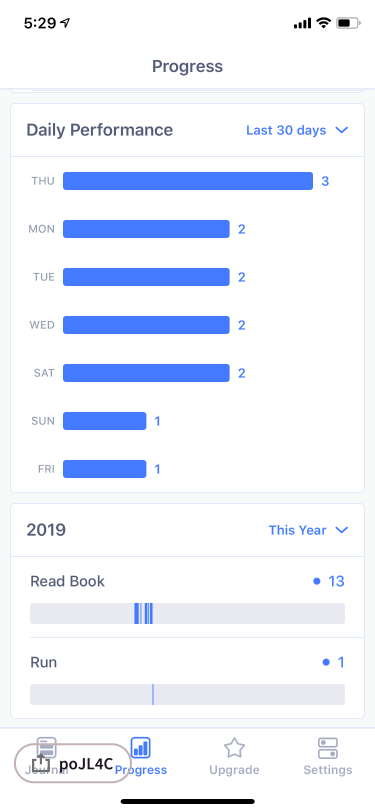 5:29
Progress
Daily Performance Last 30 days
THU 3
MON 2
TUE 2
WED 2
SAT 2
SUN 1
FRI 1
2019 This Year
Read Book 13
Run 1
Journal Progress Upgrade Settings
poJL4C